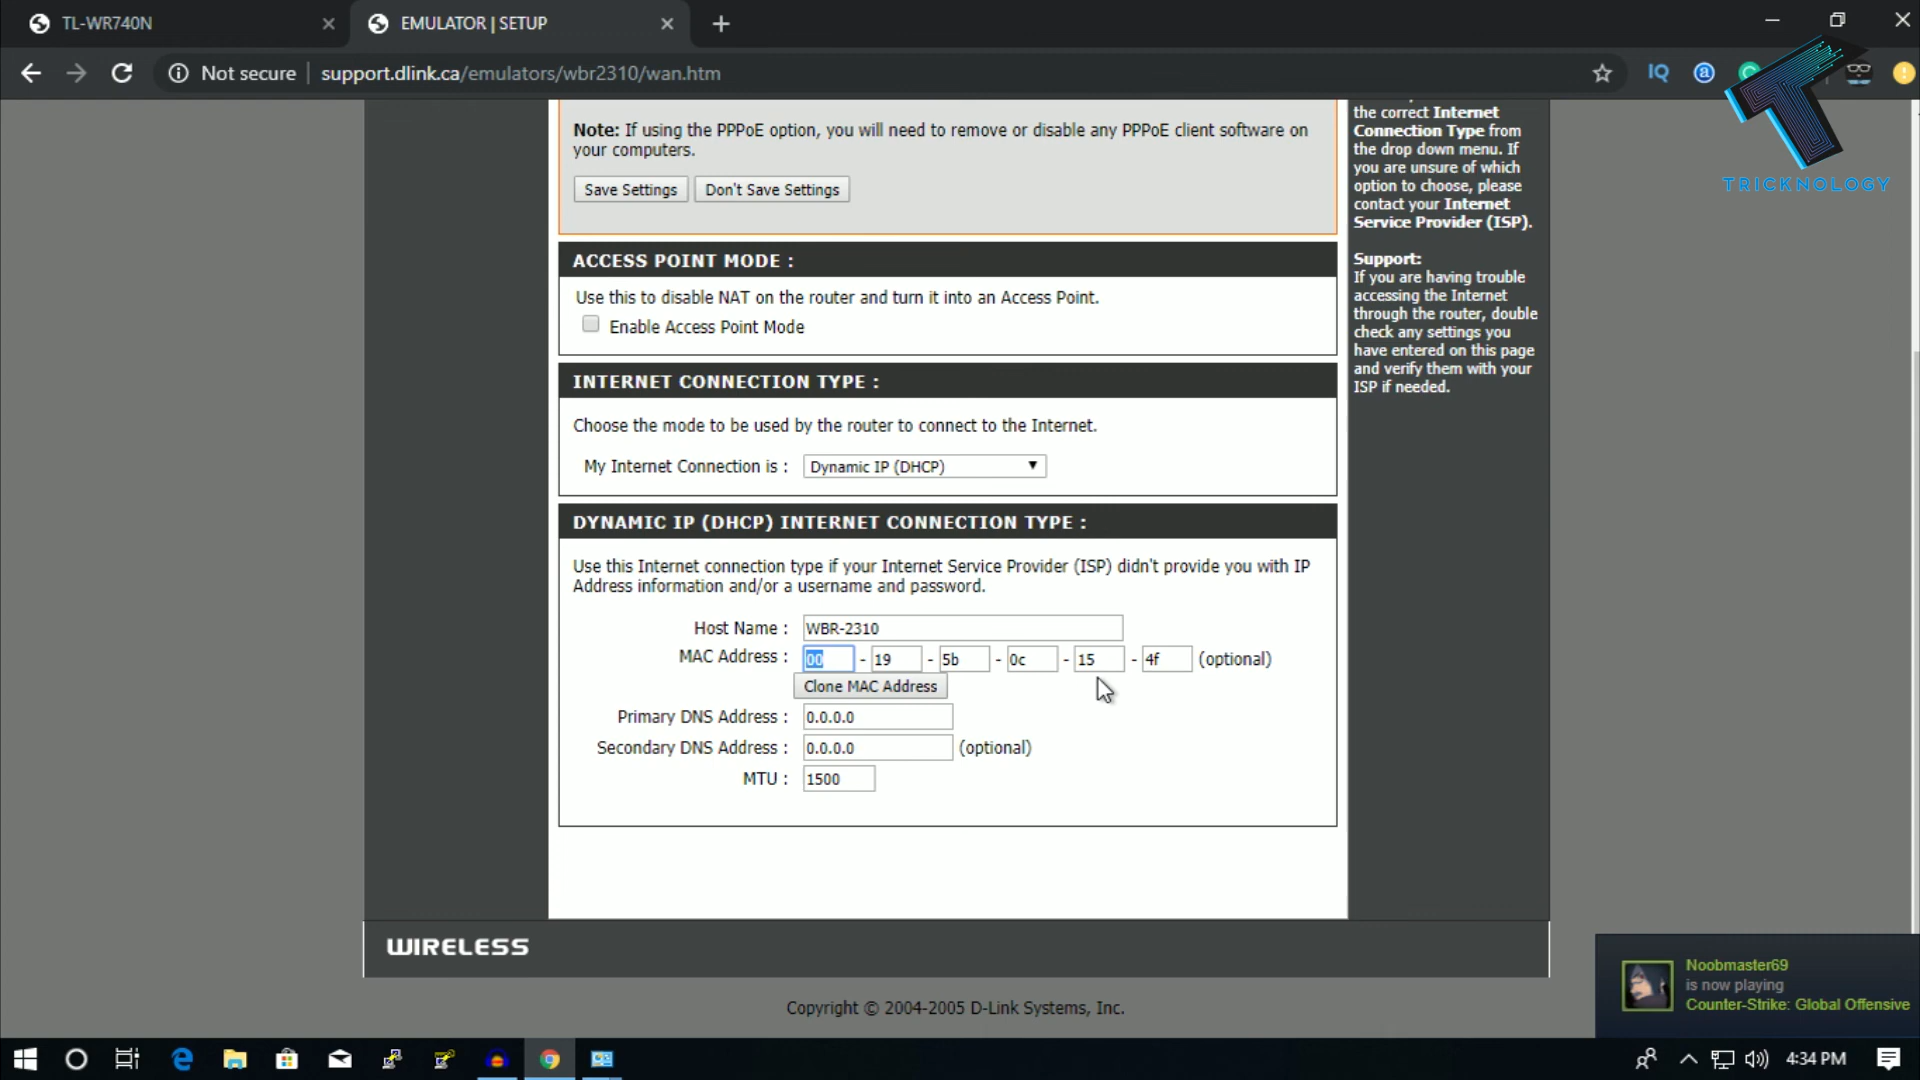 TL-WR740N
EMULATOR | SETUP
Not secure
support.dlink.ca/emulators/wbr2310/wan.htm
IQ
TRICKNOLOGY
Note: If using the PPPoE option, you will need to remove or disable any PPPoE client software on
your computers.
Save Settings
Don't Save Settings
ACCESS POINT MODE :
Use this to disable NAT on the router and turn it into an Access Point.
Enable Access Point Mode
INTERNET CONNECTION TYPE :
Choose the mode to be used by the router to connect to the Internet.
My Internet Connection is : Dynamic IP (DHCP)
DYNAMIC IP (DHCP) INTERNET CONNECTION TYPE :
Use this Internet connection type if your Internet Service Provider (ISP) didn't provide you with IP
Address information and/or a username and password.
Host Name : WBR-2310
MAC Address : 00 - 19 - 5b - 0c - 15 - 4f (optional)
Clone MAC Address
Primary DNS Address : 0.0.0.0
Secondary DNS Address : 0.0.0.0 (optional)
MTU : 1500
the correct Internet
Connection Type from
the drop down menu. If
you are unsure of which
option to choose, please
contact your Internet
Service Provider (ISP).
Support:
If you are having trouble
accessing the Internet
through the router, double
check any settings you
have entered on this page
and verify them with your
ISP if needed.
WIRELESS
Copyright © 2004-2005 D-Link Systems, Inc.
Noobmaster69
is now playing
Counter-Strike: Global Offensive
4:34 PM